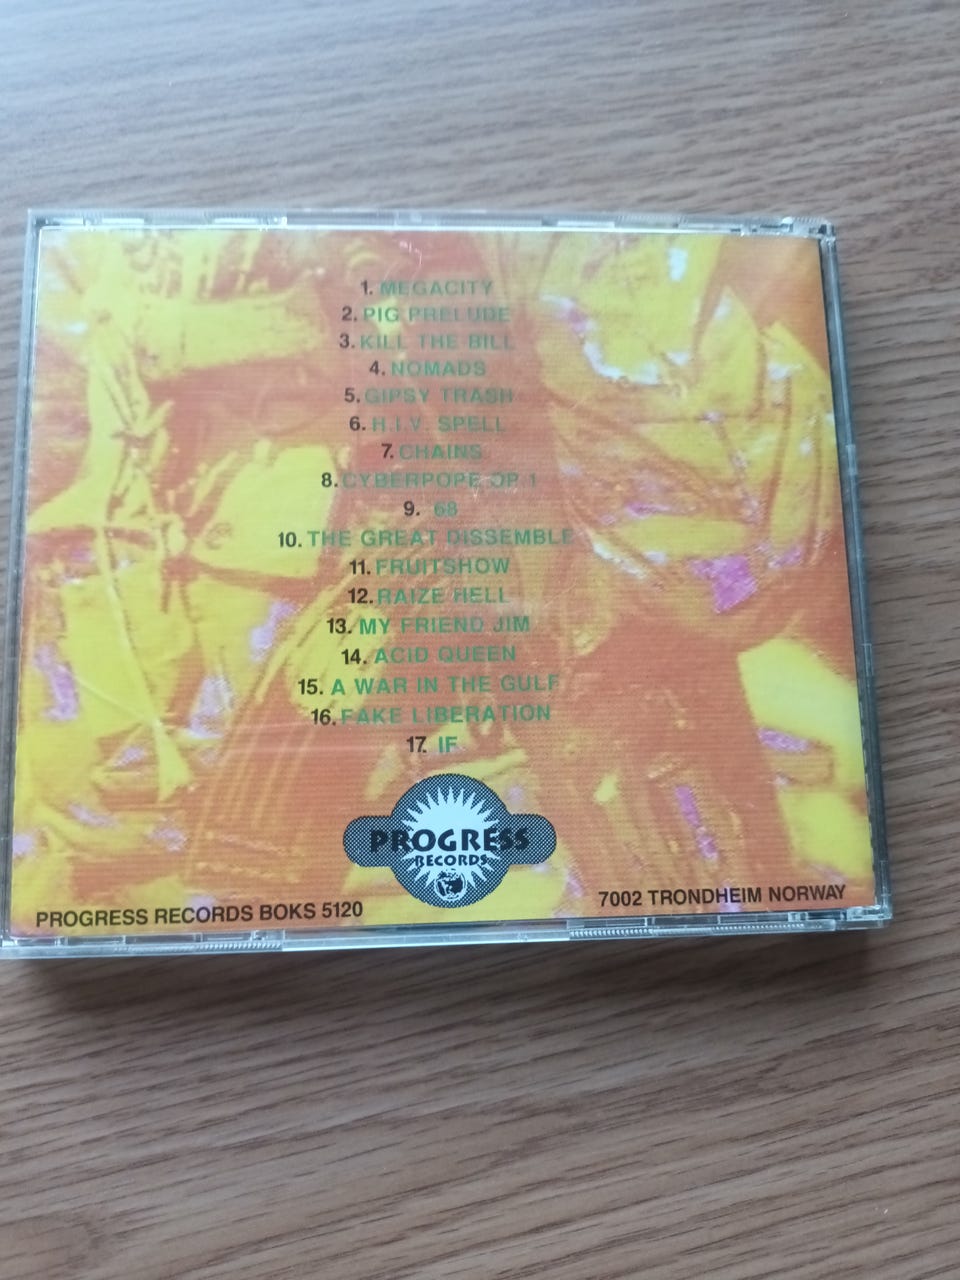 1. MEGACITY
2. PIG PRELUDE
3. KILL THE BILL
4. NOMADS
5. GIPSY TRASH
6. H.I.V. SPELL
7. CHAINS
8. CYBERPOPE OP.1
9. 68
10. THE GREAT DISSEMBLE
11. FRUITSHOW
12. RAIZE HELL
13. MY FRIEND JIM
14. ACID QUEEN
15. A WAR IN THE GULF
16. FAKE LIBERATION
17. IF
PROGRESS
RECORDS
PROGRESS RECORDS BOKS 5120
7002 TRONDHEIM NORWAY